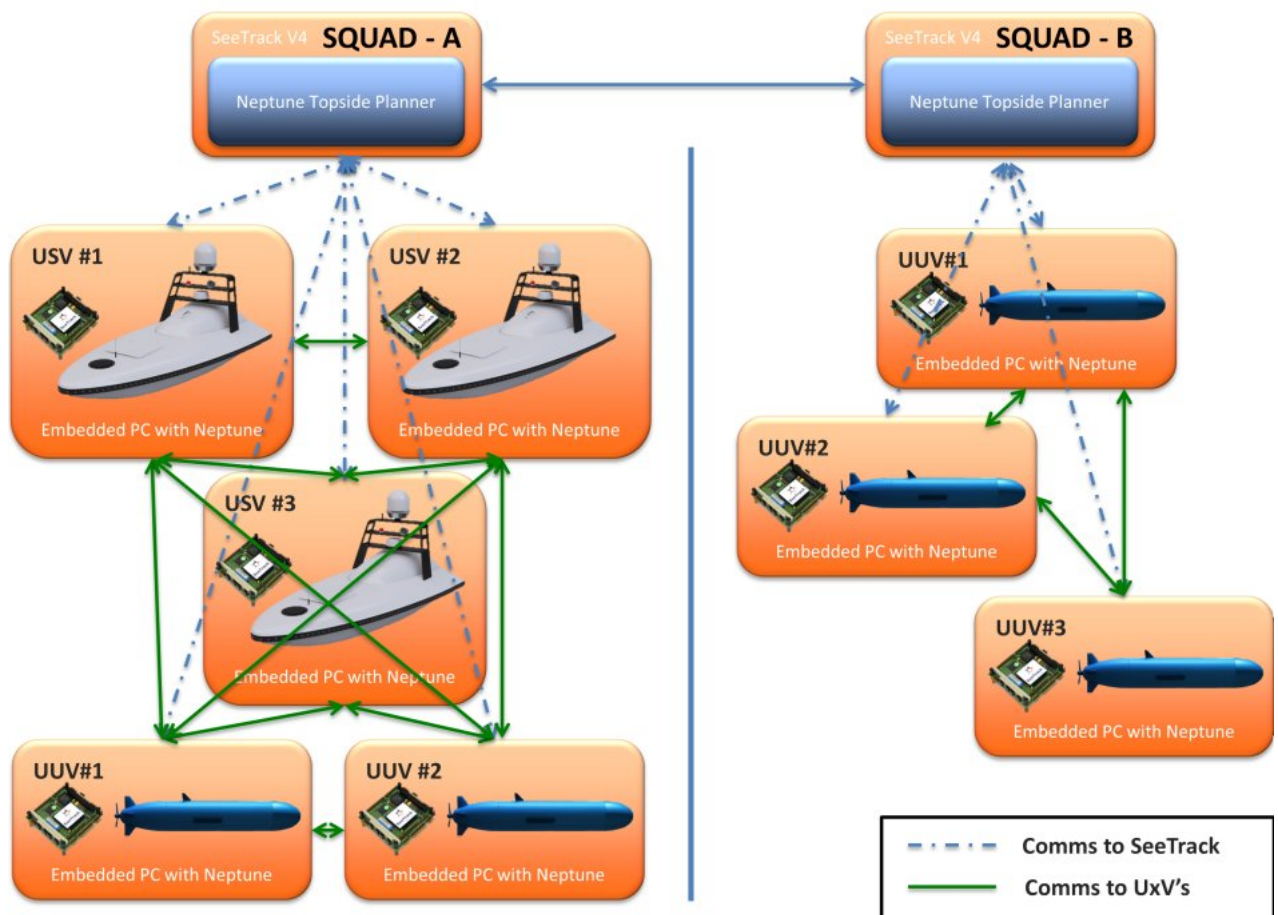 SeeTrack V4 SQUAD - A
Neptune Topside Planner
SeeTrack V4 SQUAD - B
Neptune Topside Planner
USV #1
Embedded PC with Neptune
USV #2
Embedded PC with Neptune
USV #3
Embedded PC with Neptune
UUV#1
Embedded PC with Neptune
UUV #2
Embedded PC with Neptune
UUV#1
Embedded PC with Neptune
UUV#2
Embedded PC with Neptune
UUV#3
Embedded PC with Neptune
Comms to SeeTrack
Comms to UxV's